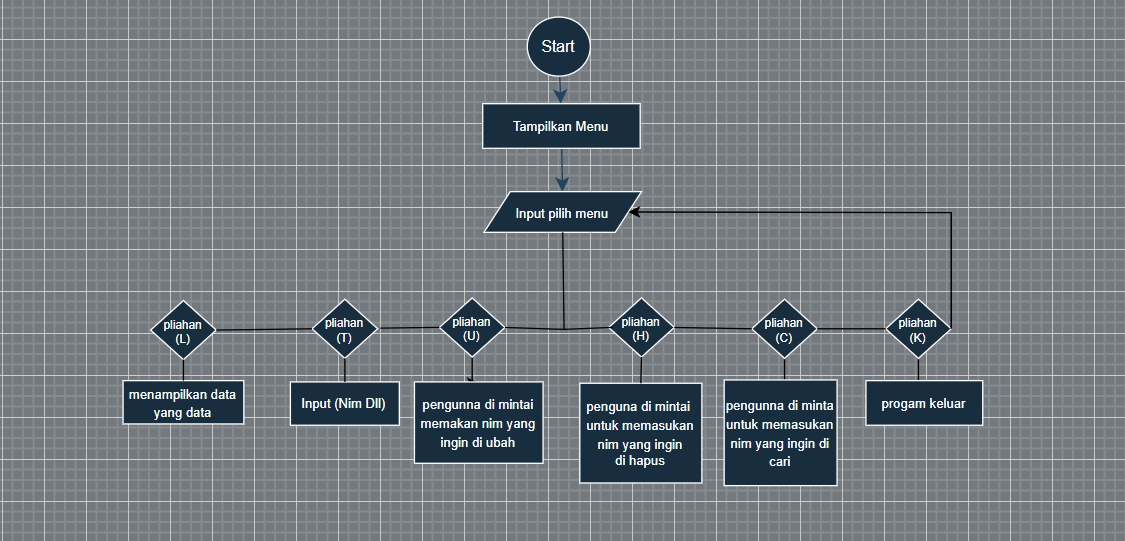 Start
Tampilkan Menu
Input pilih menu
pliahan
(L)
pliahan
(T)
pliahan
(U)
pliahan
(H)
pliahan
(C)
pliahan
(K)
menampilkan data
yang data
Input (Nim Dll)
pengunna di mintai
memakan nim yang
ingin di ubah
penguna di mintai
untuk memasukan
nim yang ingin
di hapus
pengunna di minta
untuk memasukan
nim yang ingin di
cari
progam keluar